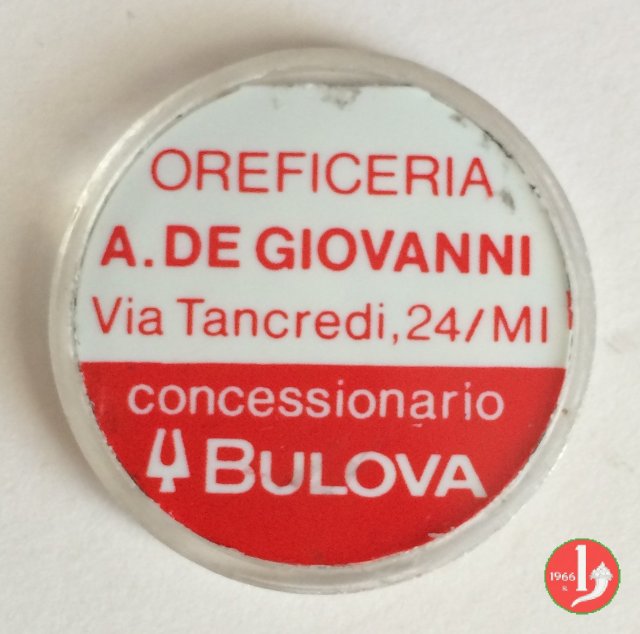 OREFICERIA
A. DE GIOVANNI
Via Tancredi, 24/MI
concessionario
BULOVA
1966